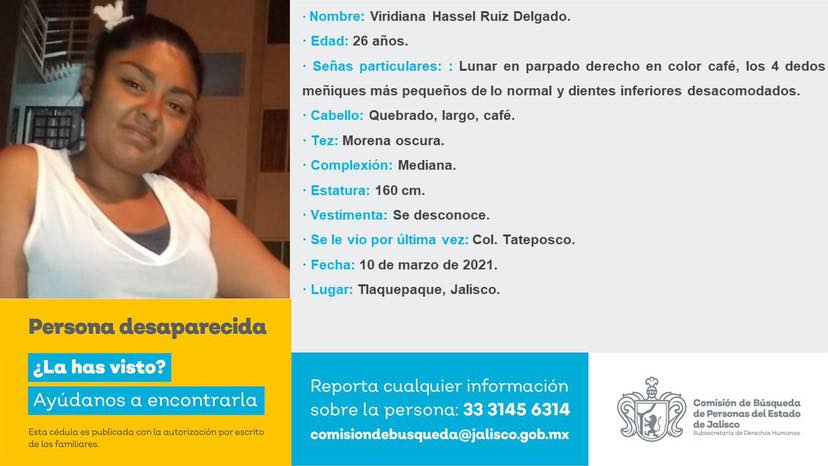 · Nombre: Viridiana Hassel Ruiz Delgado.
· Edad: 26 años.
· Señas particulares: : Lunar en parpado derecho en color café, los 4 dedos
meñiques más pequeños de lo normal y dientes inferiores desacomodados.
· Cabello: Quebrado, largo, café.
· Tez: Morena oscura.
· Complexión: Mediana.
· Estatura: 160 cm.
· Vestimenta: Se desconoce.
· Se le vio por última vez: Col. Tateposco.
· Fecha: 10 de marzo de 2021.
· Lugar: Tlaquepaque, Jalisco.
Persona desaparecida
¿La has visto?
Ayúdanos a encontrarla
Esta cédula es publicada con la autorización por escrito
de los familiares.
Reporta cualquier información
sobre la persona: 33 3145 6314
comisiondebusqueda@jalisco.gob.mx
Comisión de Búsqueda
de Personas del Estado
de Jalisco
Subsecretaría de Derechos Humanos